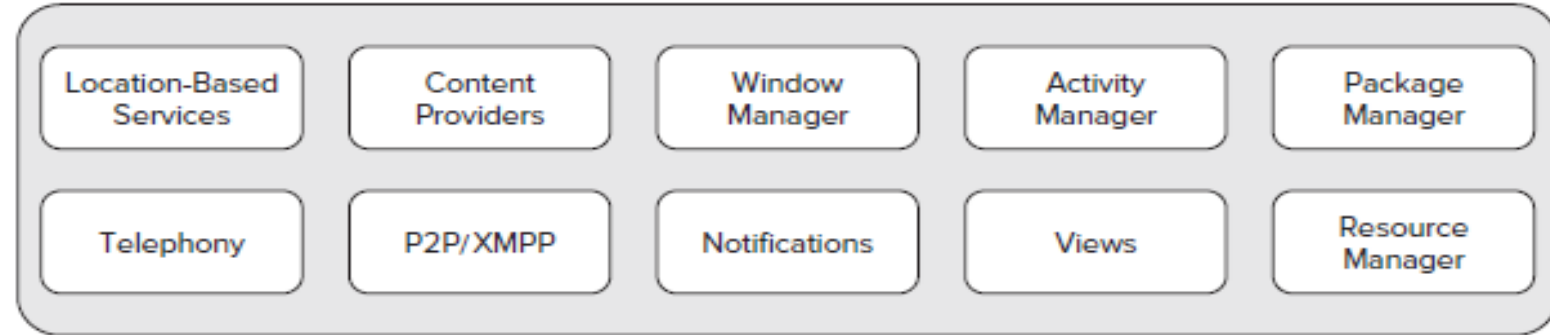 Location-Based
Services
Content
Providers
Window
Manager
Activity
Manager
Package
Manager
Telephony
P2P/XMPP
Notifications
Views
Resource
Manager